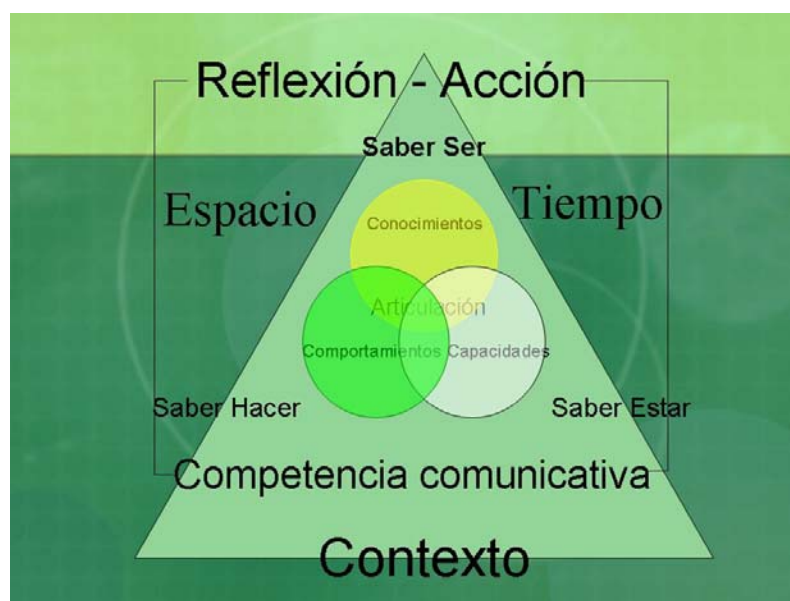 Reflexión - Acción
Saber Ser
Espacio
Tiempo
Conocimientos
Articulación
Comportamientos
Capacidades
Saber Hacer
Saber Estar
Competencia comunicativa
Contexto